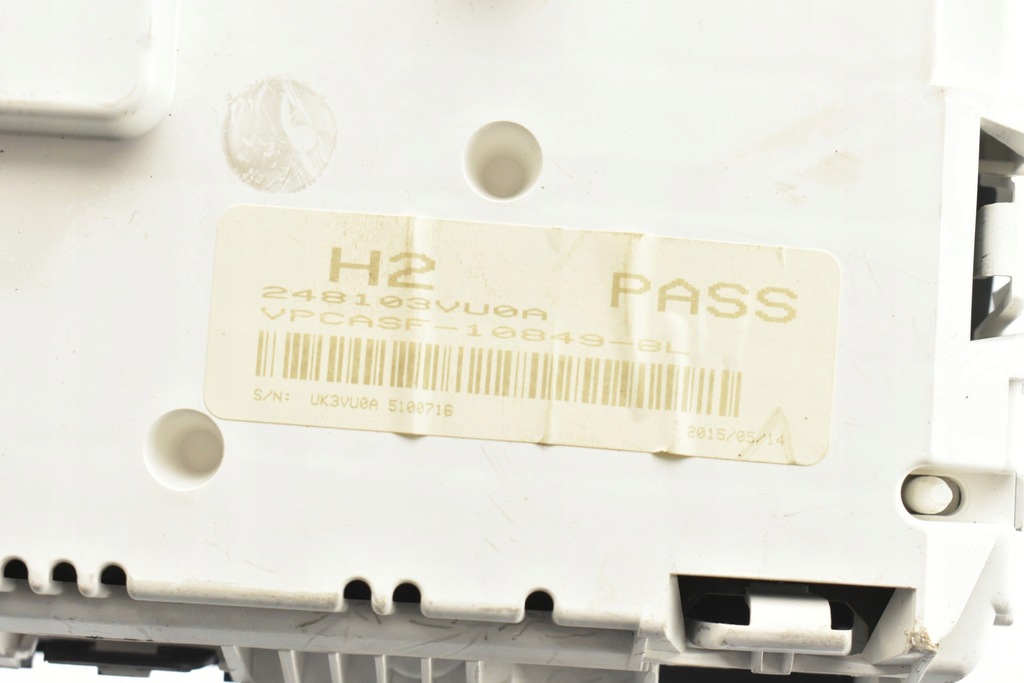 H2 PASS
248103VU0A
VPCASF-10849-BL
S/N: UK3VU0A 5100716
2015/05/14